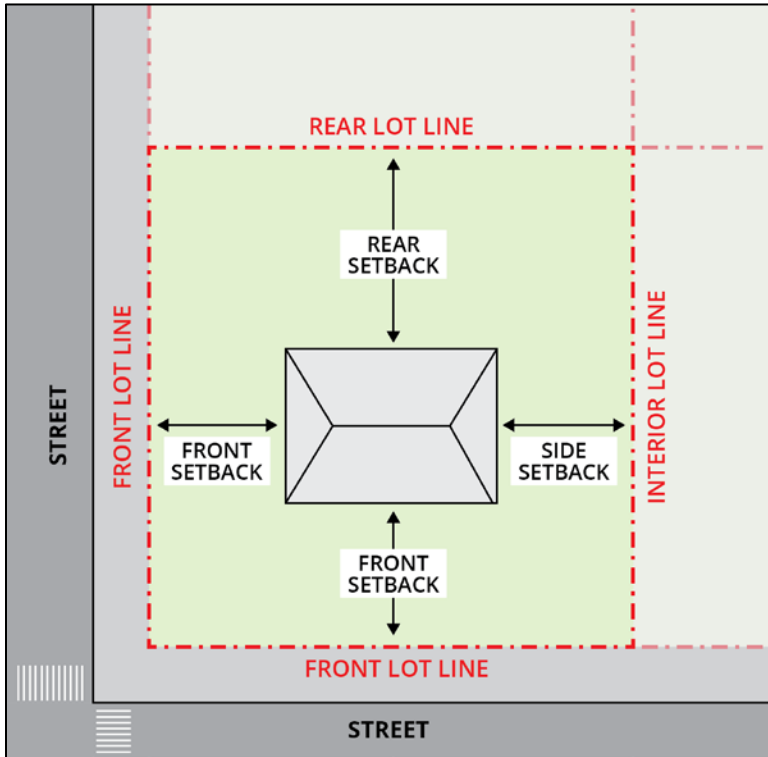 REAR LOT LINE
REAR
SETBACK
FRONT LOT LINE
STREET
FRONT
SETBACK
SIDE
SETBACK
INTERIOR LOT LINE
FRONT
SETBACK
FRONT LOT LINE
STREET